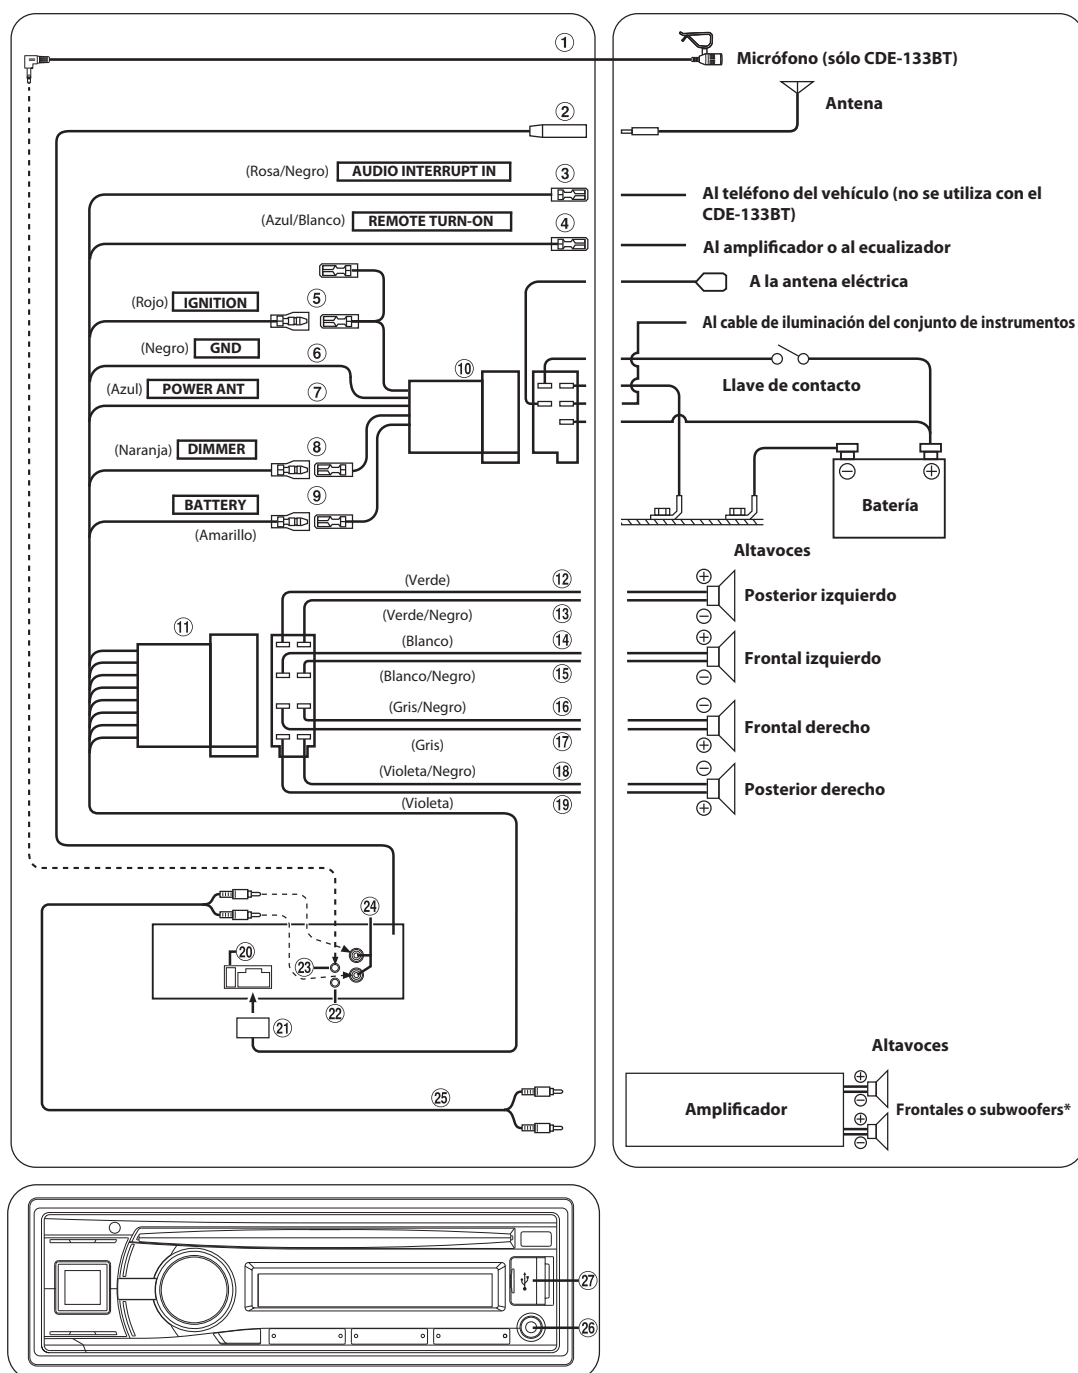 ①
Micrófono (sólo CDE-133BT)
Antena
②
(Rosa/Negro) AUDIO INTERRUPT IN ③
Al teléfono del vehículo (no se utiliza con el
CDE-133BT)
(Azul/Blanco) REMOTE TURN-ON ④
Al amplificador o al ecualizador
A la antena eléctrica
(Rojo) IGNITION ⑤
Al cable de iluminación del conjunto de instrumentos
(Negro) GND ⑥
⑩
Llave de contacto
(Azul) POWER ANT ⑦
(Naranja) DIMMER ⑧
⊖ ⊕
Batería
BATTERY ⑨
(Amarillo)
Altavoces
(Verde) ⑫
⊕
Posterior izquierdo
⊖
(Verde/Negro) ⑬
⑪
(Blanco) ⑭
⊕
Frontal izquierdo
⊖
(Blanco/Negro) ⑮
(Gris/Negro) ⑯
⊖
Frontal derecho
⊕
(Gris) ⑰
(Violeta/Negro) ⑱
⊖
Posterior derecho
⊕
(Violeta) ⑲
㉔
⑳
㉓
㉒
㉑
Altavoces
㉕
Amplificador
⊕
⊖
Frontales o subwoofers*
⊕
⊖
㉗
㉖